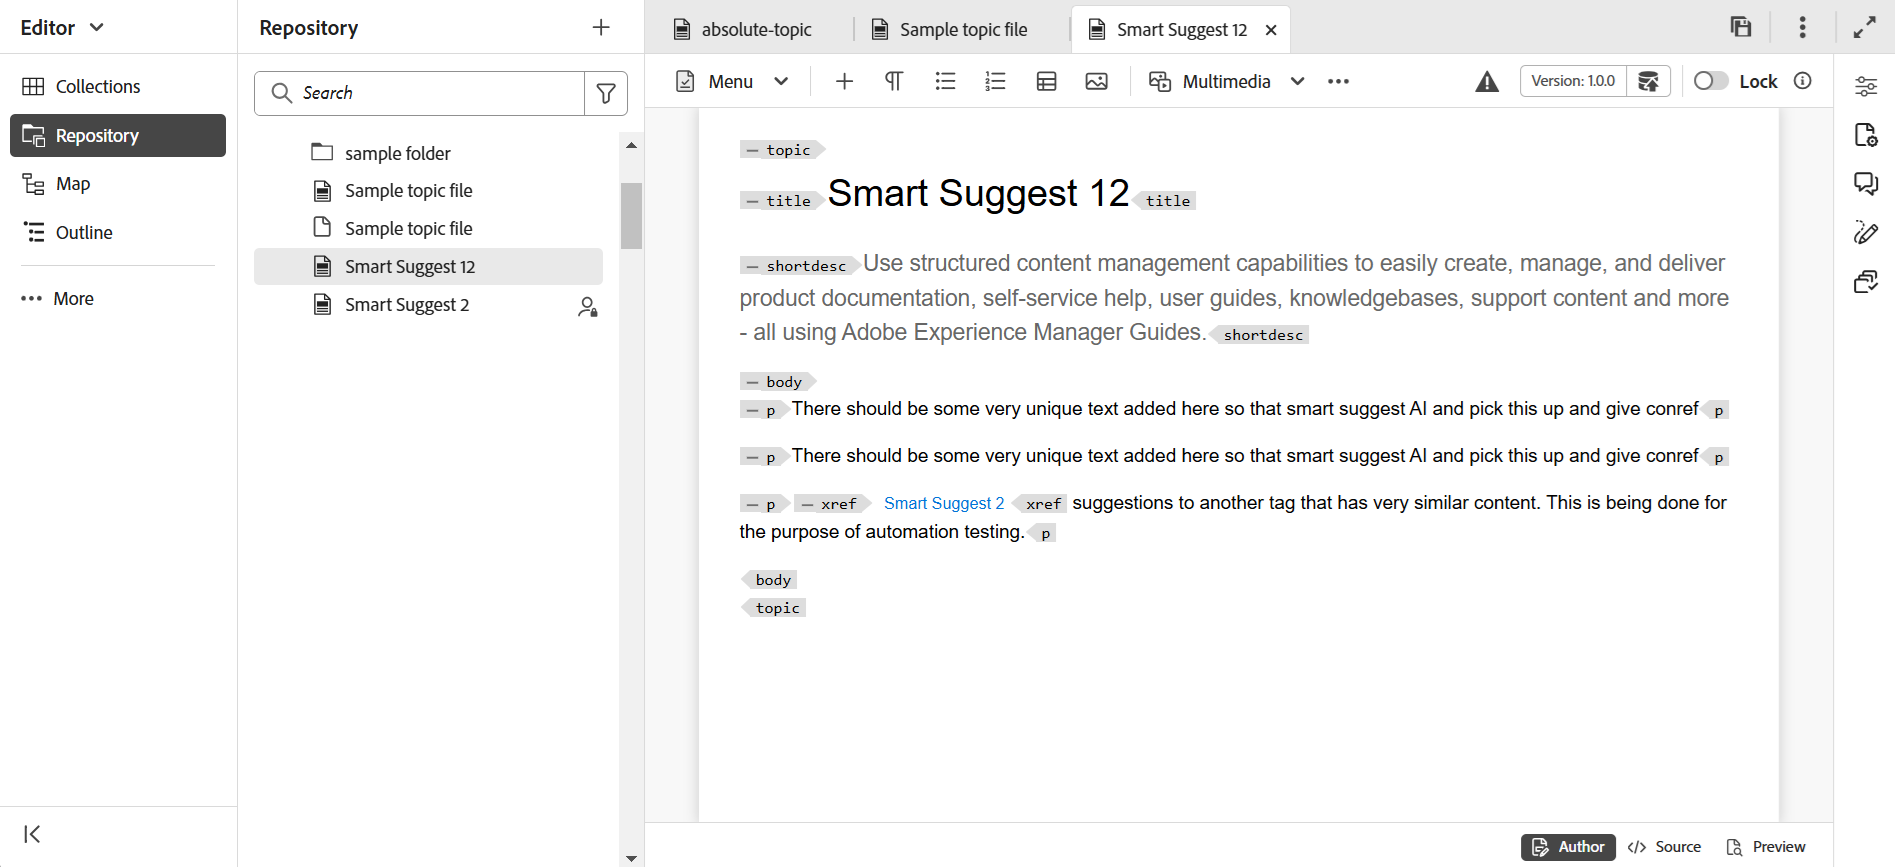 Editor
Collections
Repository
Map
Outline
More
Repository
Search
sample folder
Sample topic file
Sample topic file
Smart Suggest 12
Smart Suggest 2
absolute-topic
Sample topic file
Smart Suggest 12
Menu
Multimedia
Version: 1.0.0
Lock
topic
title Smart Suggest 12 title
shortdesc Use structured content management capabilities to easily create, manage, and deliver
product documentation, self-service help, user guides, knowledgebases, support content and more
- all using Adobe Experience Manager Guides. shortdesc
body
p There should be some very unique text added here so that smart suggest AI and pick this up and give conref p
p There should be some very unique text added here so that smart suggest AI and pick this up and give conref p
p xref Smart Suggest 2 xref suggestions to another tag that has very similar content. This is being done for
the purpose of automation testing. p
body
topic
Author
Source
Preview